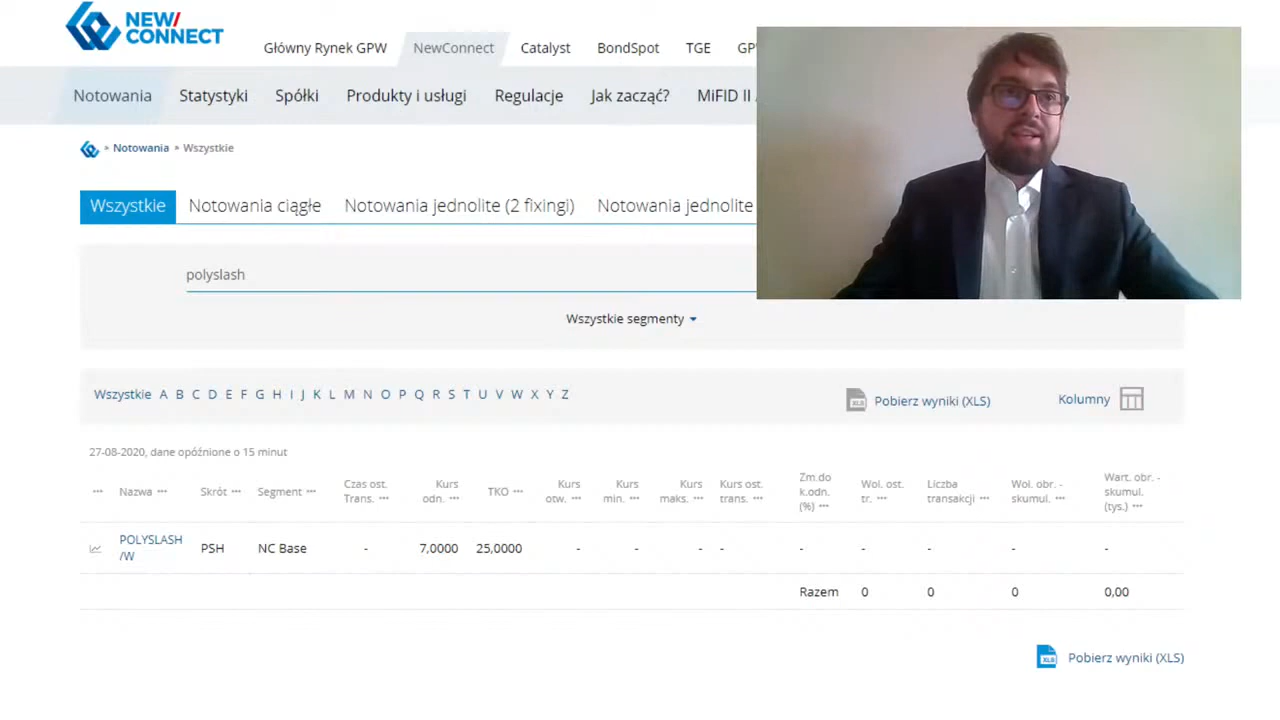 NEW/
CONNECT
Główny Rynek GPW NewConnect Catalyst BondSpot TGE
Notowania Statystyki Spółki Produkty i usługi Regulacje Jak zacząć? MiFID II
» Notowania » Wszystkie
Wszystkie Notowania ciągłe Notowania jednolite (2 fixingi) Notowania jednolite
polyslash
Wszystkie segmenty
Wszystkie A B C D E F G H I J K L M N O P Q R S T U V W X Y Z
Pobierz wyniki (XLS) Kolumny
27-08-2020, dane opóźnione o 15 minut
... Nazwa ... Skrót ... Segment ... Czas ost. Trans. ... Kurs odn. ... TKO ... Kurs otw. ... Kurs min. ... Kurs maks. ... Kurs ost. trans. ... Zm.do k.odn. (%) ... Wol. ost. tr. ... Liczba transakcji ... Wol. obr. - skumul. ... Wart. obr. - skumul. (tys.) ...
POLYSLASH /W PSH NC Base - 7,0000 25,0000 - - - - - - - - -
Razem 0 0 0 0,00
Pobierz wyniki (XLS)